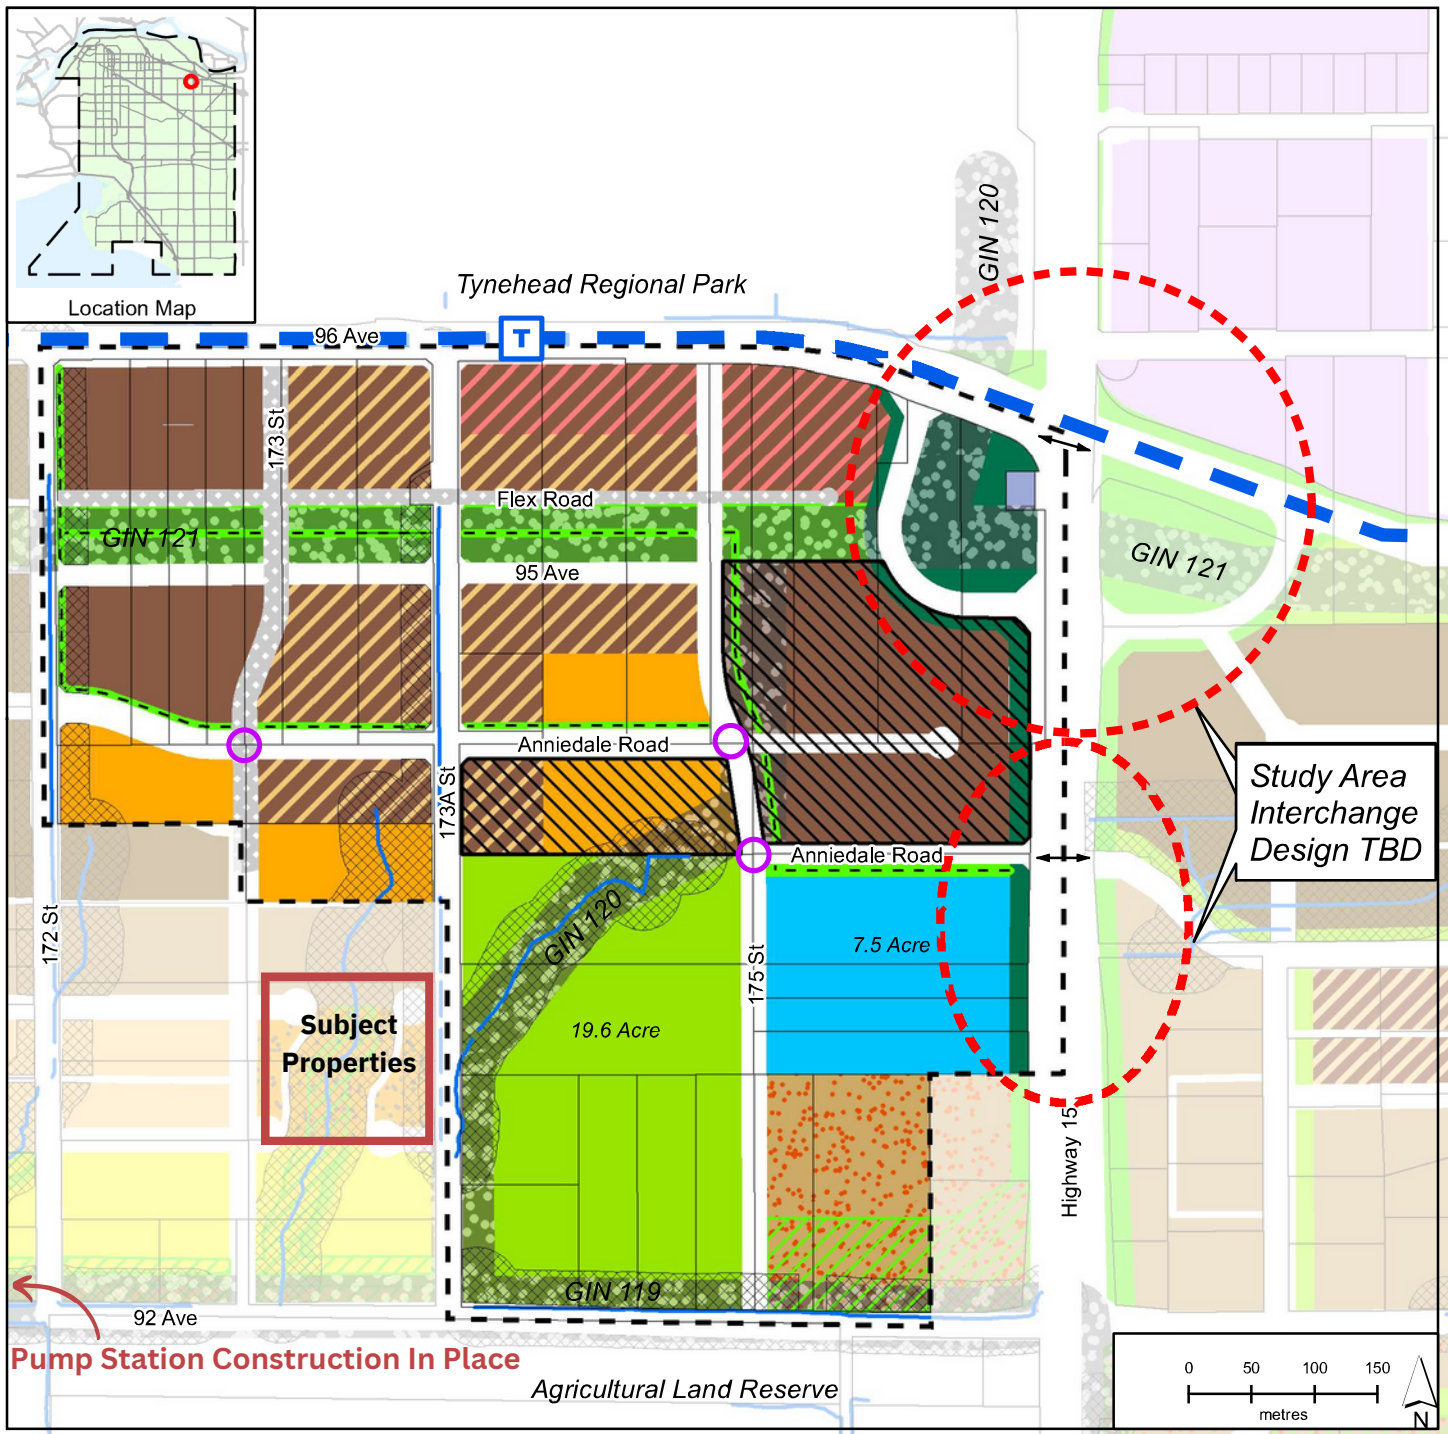 Location Map
Tynehead Regional Park
GIN 120
96 Ave
T
173 St
Flex Road
GIN 121
95 Ave
GIN 121
Anniedale Road
173A St
Study Area
Interchange
Design TBD
Anniedale Road
172 St
GIN 120
7.5 Acre
175 St
Subject
Properties
19.6 Acre
Highway 15
GIN 119
92 Ave
Pump Station Construction In Place
Agricultural Land Reserve
0 50 100 150
metres
N